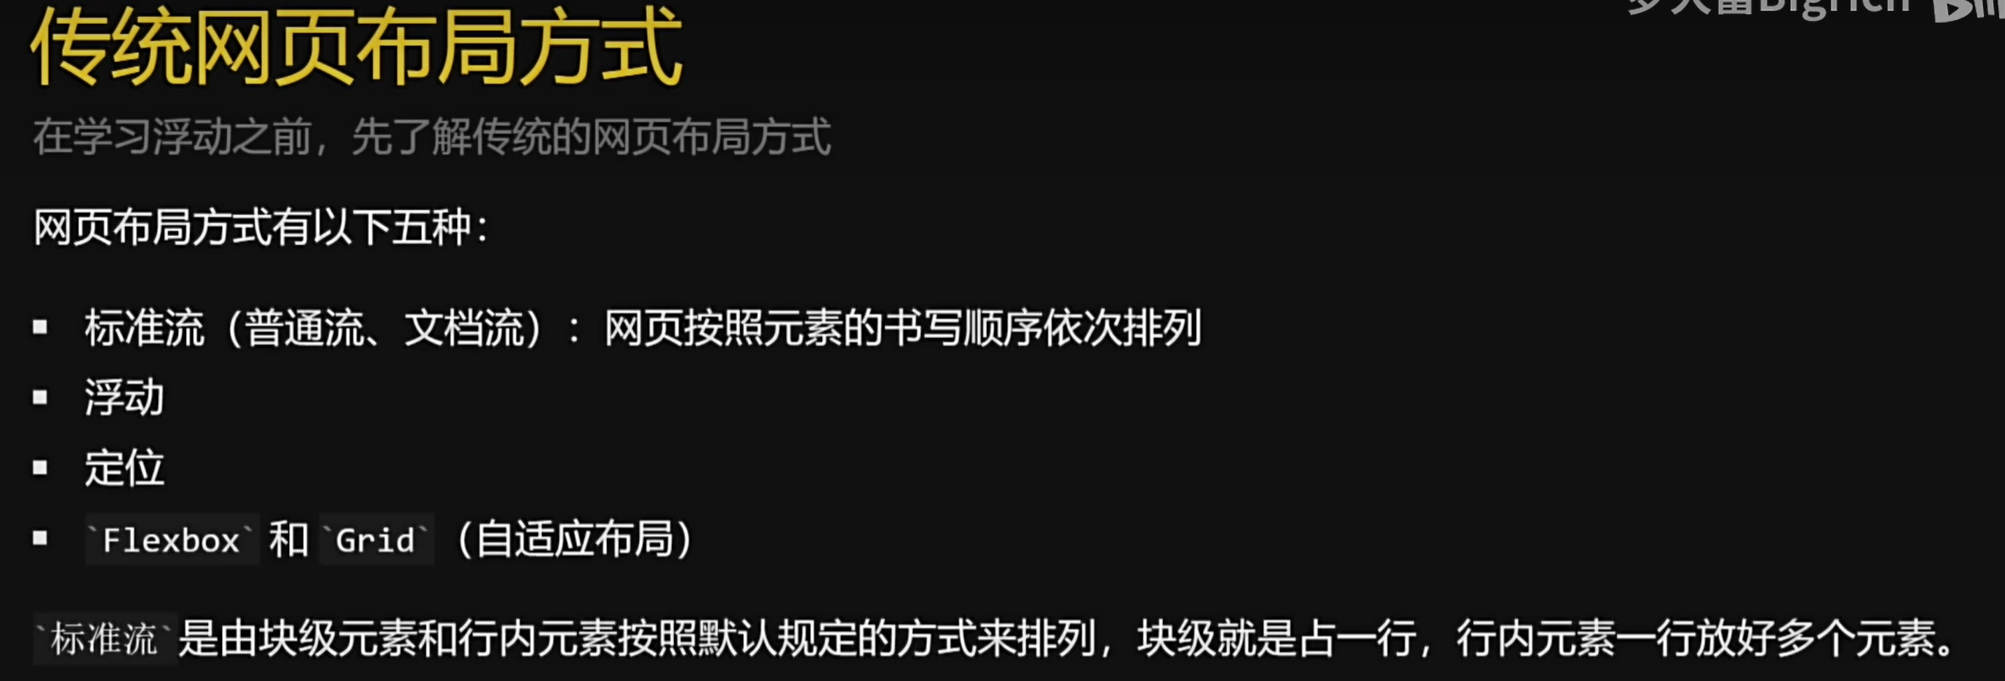 Bigrich
传统网页布局方式
在学习浮动之前，先了解传统的网页布局方式
网页布局方式有以下五种：
▪ 标准流（普通流、文档流）：网页按照元素的书写顺序依次排列
▪ 浮动
▪ 定位
▪ `Flexbox` 和 `Grid` （自适应布局）
`标准流`是由块级元素和行内元素按照默认规定的方式来排列，块级就是占一行，行内元素一行放好多个元素。